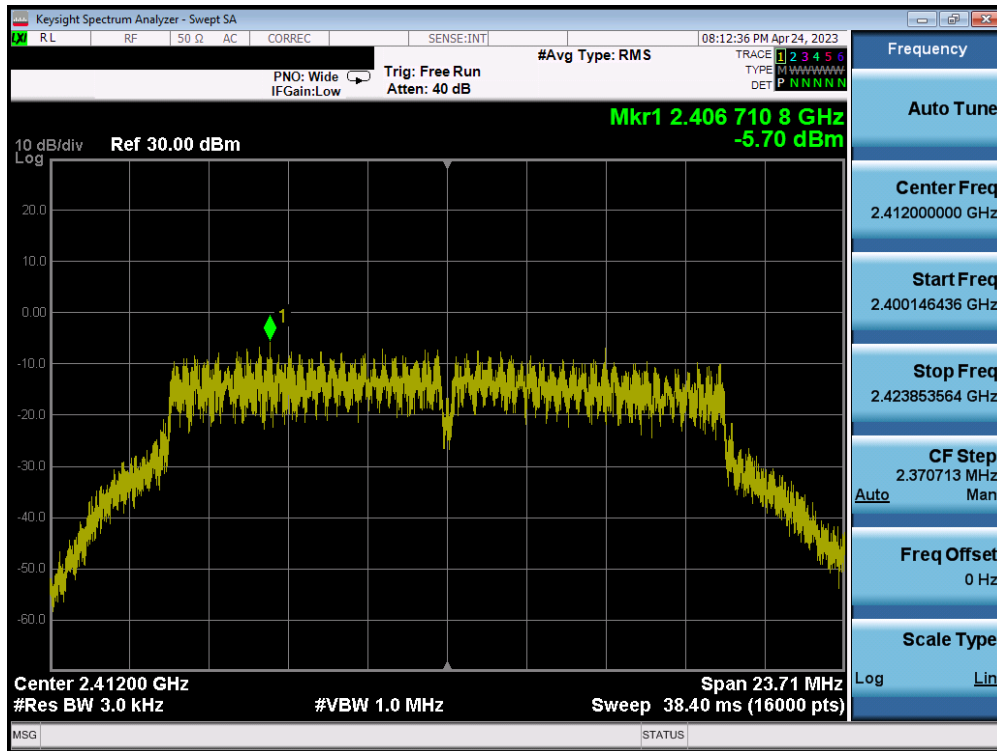 Keysight Spectrum Analyzer - Swept SA
LXI RL RF 50 Ω AC CORREC SENSE:INT 08:12:36 PM Apr 24, 2023
#Avg Type: RMS TRACE 1 2 3 4 5 6
PNO: Wide Trig: Free Run TYPE M WWWWW
IFGain:Low Atten: 40 dB DET P N N N N N
Mkr1 2.406 710 8 GHz
-5.70 dBm
10 dB/div Ref 30.00 dBm
Log
20.0
10.0
0.00
1
-10.0
-20.0
-30.0
-40.0
-50.0
-60.0
Center 2.41200 GHz Span 23.71 MHz
#Res BW 3.0 kHz #VBW 1.0 MHz Sweep 38.40 ms (16000 pts)
MSG STATUS
Frequency
Auto Tune
Center Freq
2.412000000 GHz
Start Freq
2.400146436 GHz
Stop Freq
2.423853564 GHz
CF Step
2.370713 MHz
Auto Man
Freq Offset
0 Hz
Scale Type
Log Lin